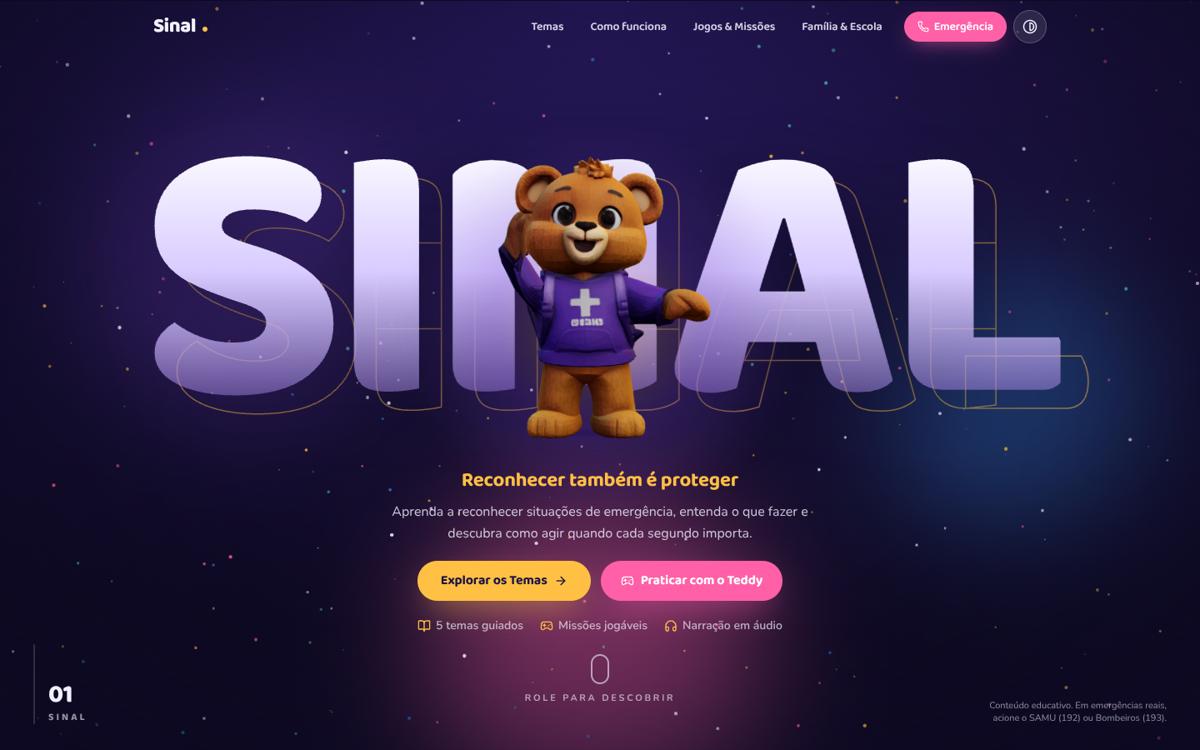 Sinal
Temas
Como funciona
Jogos & Missões
Família & Escola
Emergência
SINAL
Reconhecer também é proteger
Aprenda a reconhecer situações de emergência, entenda o que fazer e
descubra como agir quando cada segundo importa.
Explorar os Temas
Praticar com o Teddy
5 temas guiados
Missões jogáveis
Narração em áudio
ROLE PARA DESCOBRIR
01
SINAL
Conteúdo educativo. Em emergências reais,
acione o SAMU (192) ou Bombeiros (193).